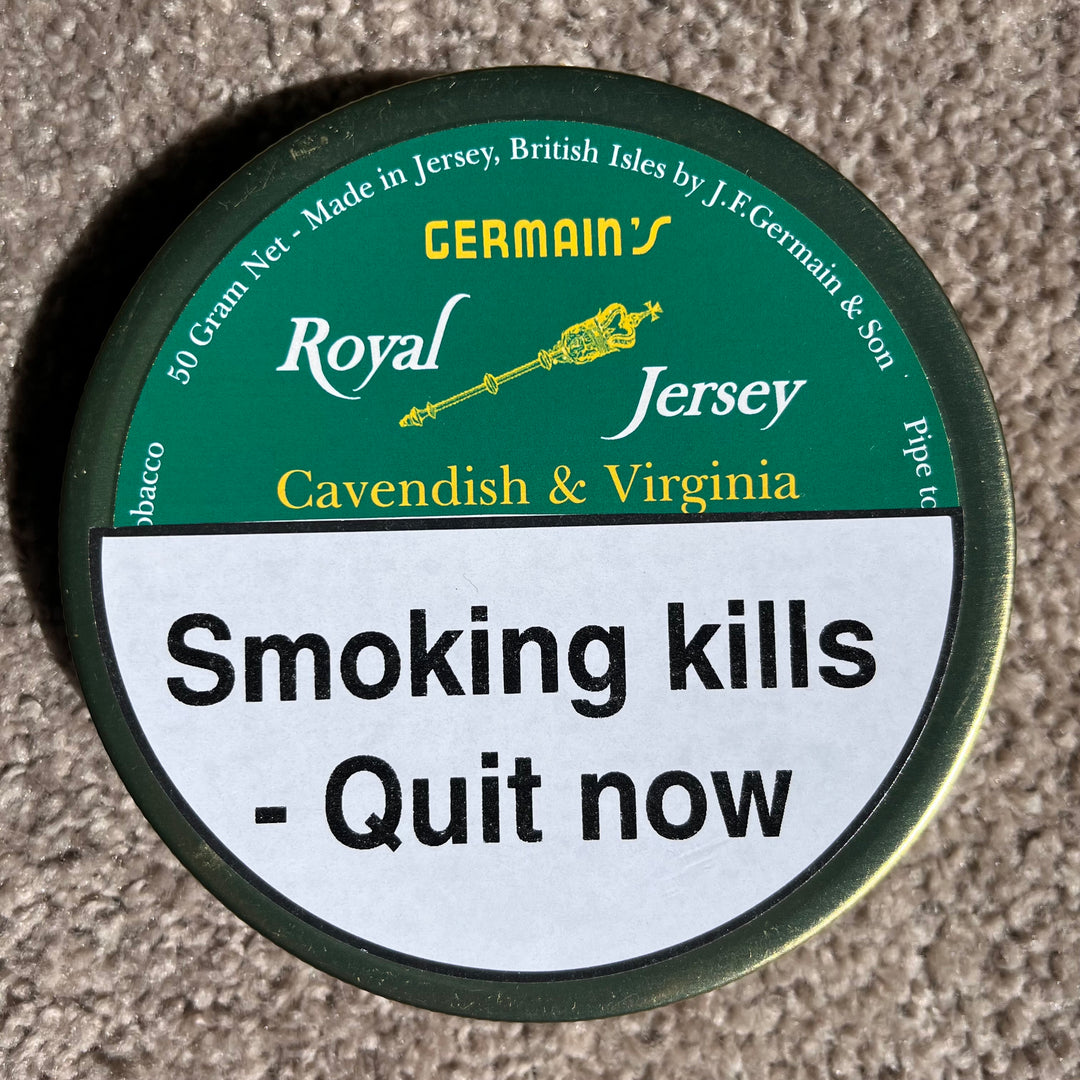 50 Gram Net - Made in Jersey, British Isles by J.F.Germain & Son
GERMAIN'S
Royal
Jersey
Cavendish & Virginia
Pipe
Smoking kills
- Quit now